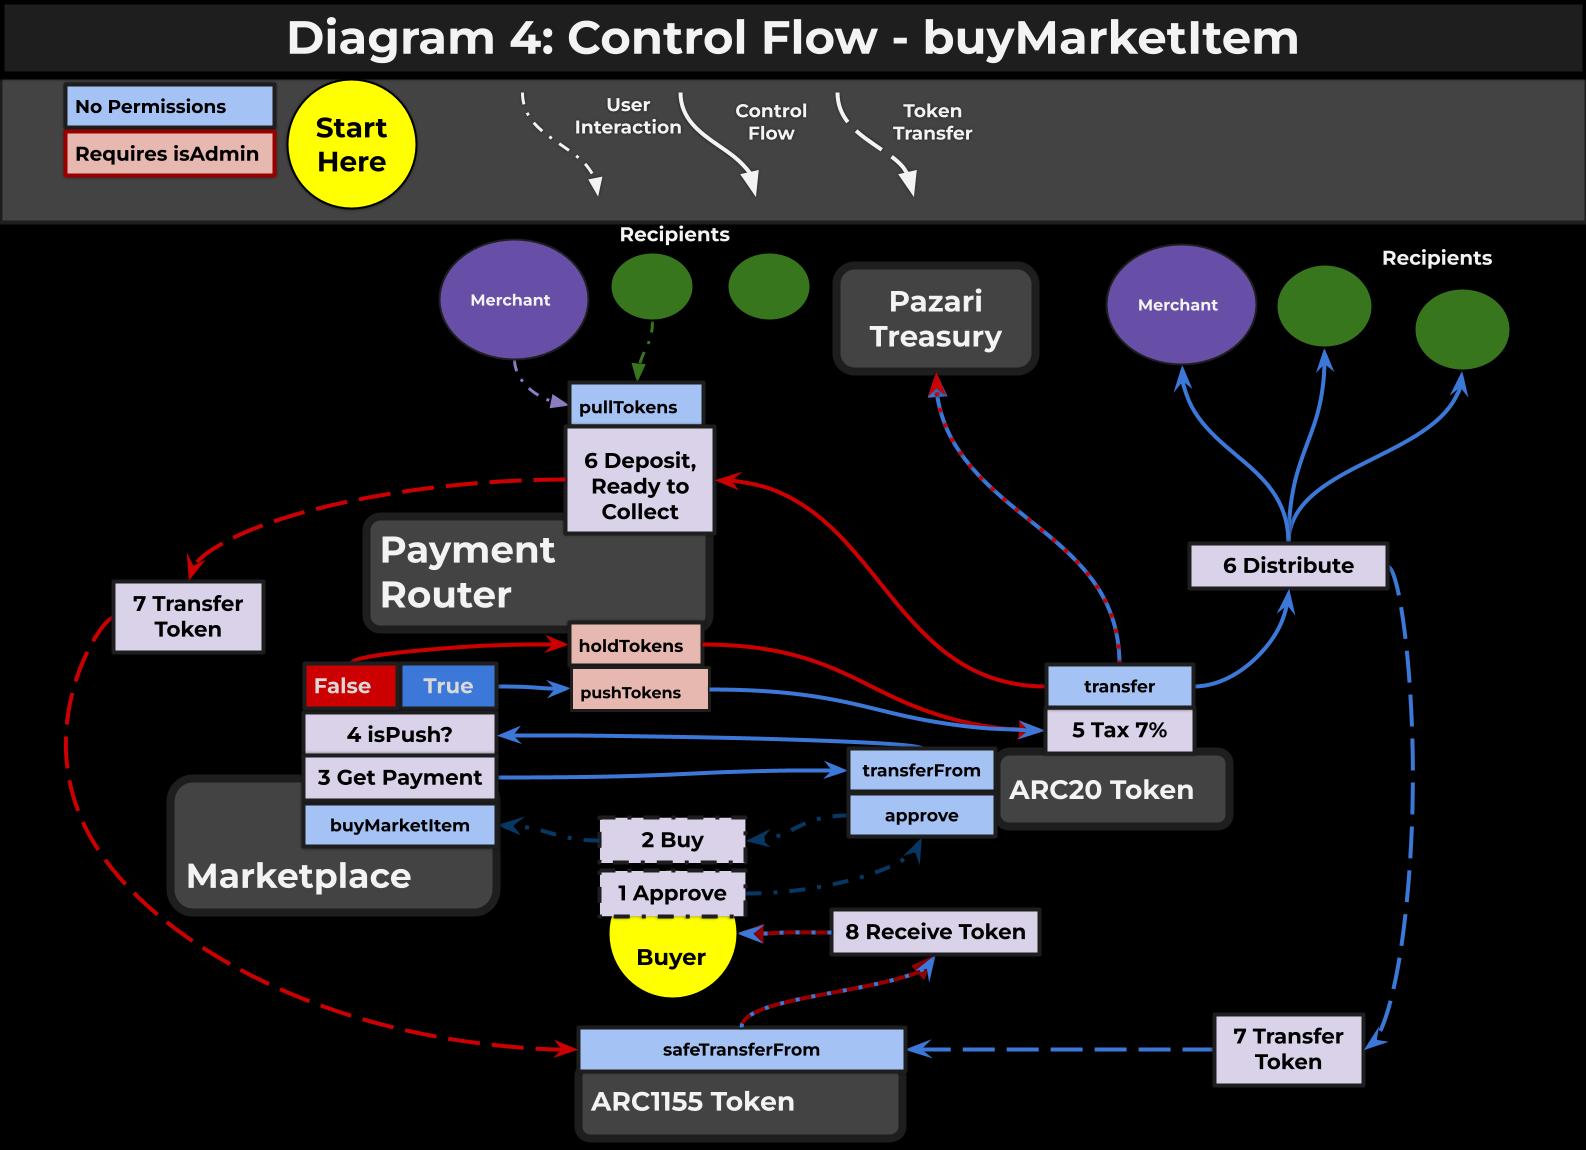 Diagram 4: Control Flow - buyMarketItem
No Permissions
Requires isAdmin
Start
Here
User
Interaction
Control
Flow
Token
Transfer
Recipients
Merchant
Pazari
Treasury
Recipients
Merchant
pullTokens
6 Deposit,
Ready to
Collect
Payment
Router
6 Distribute
7 Transfer
Token
holdTokens
pushTokens
False
True
4 isPush?
3 Get Payment
buyMarketItem
Marketplace
transfer
5 Tax 7%
ARC20 Token
transferFrom
approve
2 Buy
1 Approve
Buyer
8 Receive Token
safeTransferFrom
ARC1155 Token
7 Transfer
Token